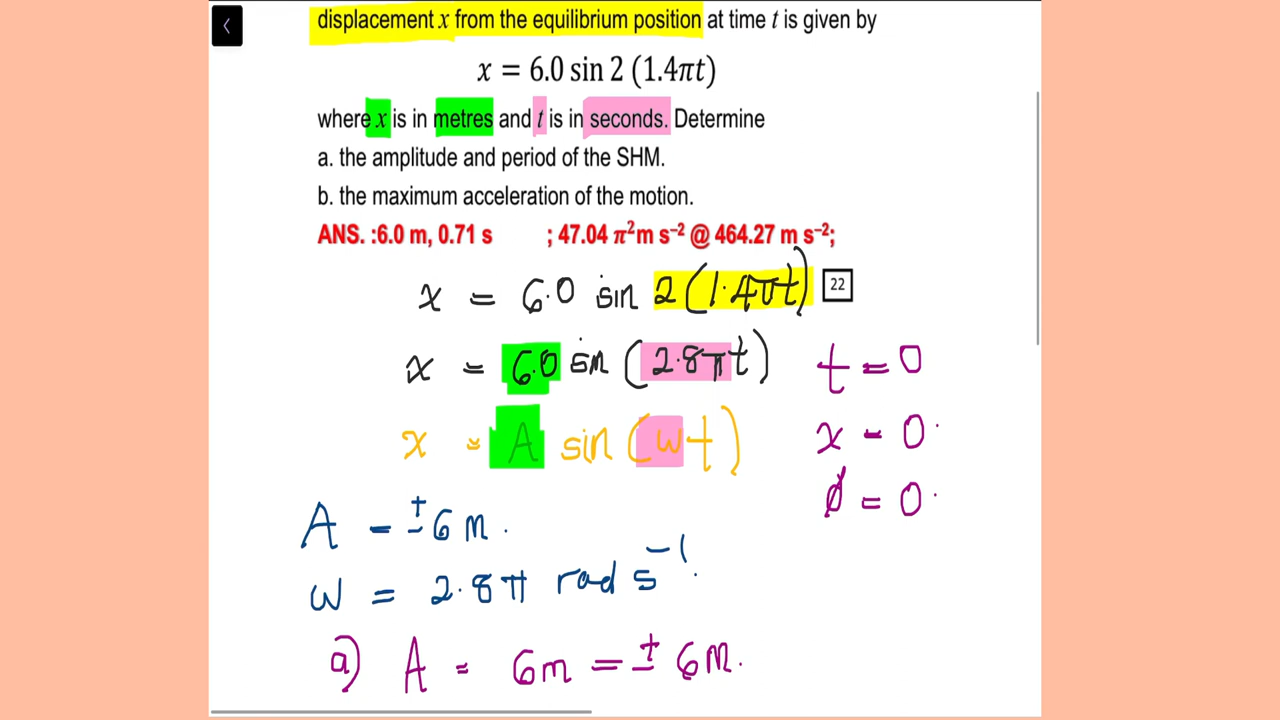 displacement x from the equilibrium position at time t is given by
x = 6.0 sin 2 (1.4πt)
where x is in metres and t is in seconds. Determine
a. the amplitude and period of the SHM.
b. the maximum acceleration of the motion.
ANS. :6.0 m, 0.71 s ; 47.04 π²m s⁻² @ 464.27 m s⁻²;
x = 6.0 sin 2 (1.4πt) 22
x = 6.0 sin (2.8πt) t = 0
x = A sin (ωt) x = 0.
A = ±6 m. ø = 0.
ω = 2.8π rad s⁻¹.
a) A = 6m = ±6m.